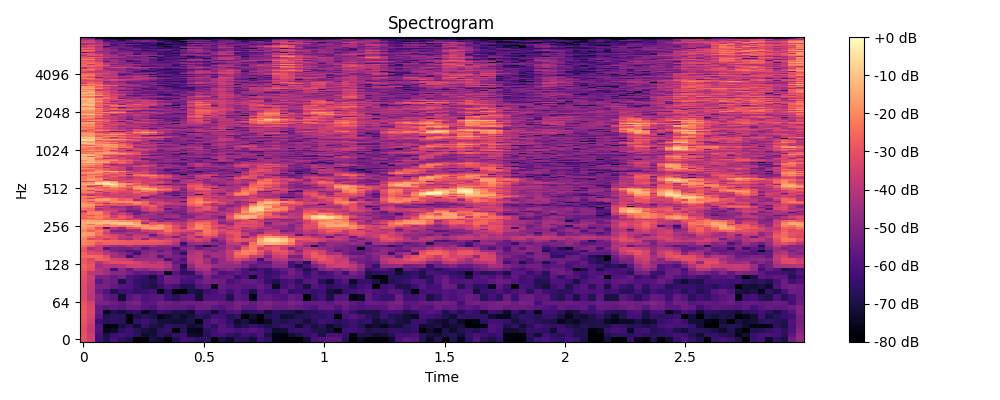 Spectrogram
+0 dB
4096
-10 dB
2048
-20 dB
1024
-30 dB
Hz
512
-40 dB
256
-50 dB
128
-60 dB
64
-70 dB
0
-80 dB
0
0.5
1
1.5
2
2.5
Time